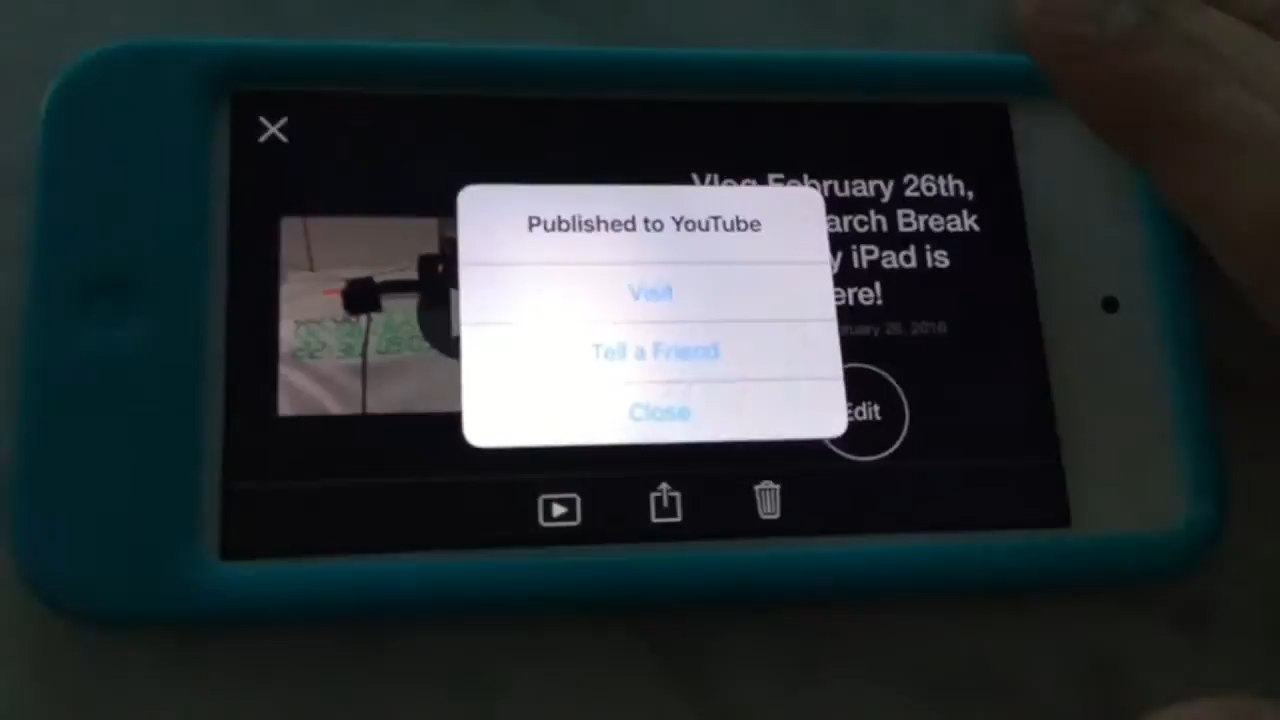 Vlog February 26th,
arch Break
y iPad is
ere!
Published to YouTube
Visit
Tell a Friend
Close
Edit